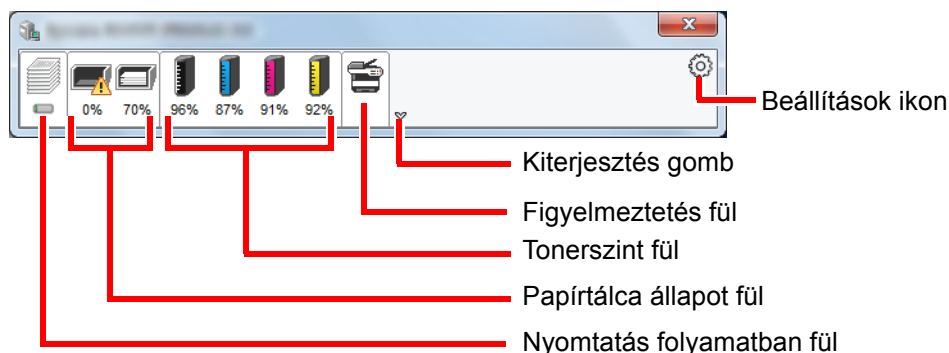 0% 70% 96% 87% 91% 92%
Beállítások ikon
Kiterjesztés gomb
Figyelmeztetés fül
Tonerszint fül
Papírtálca állapot fül
Nyomtatás folyamatban fül